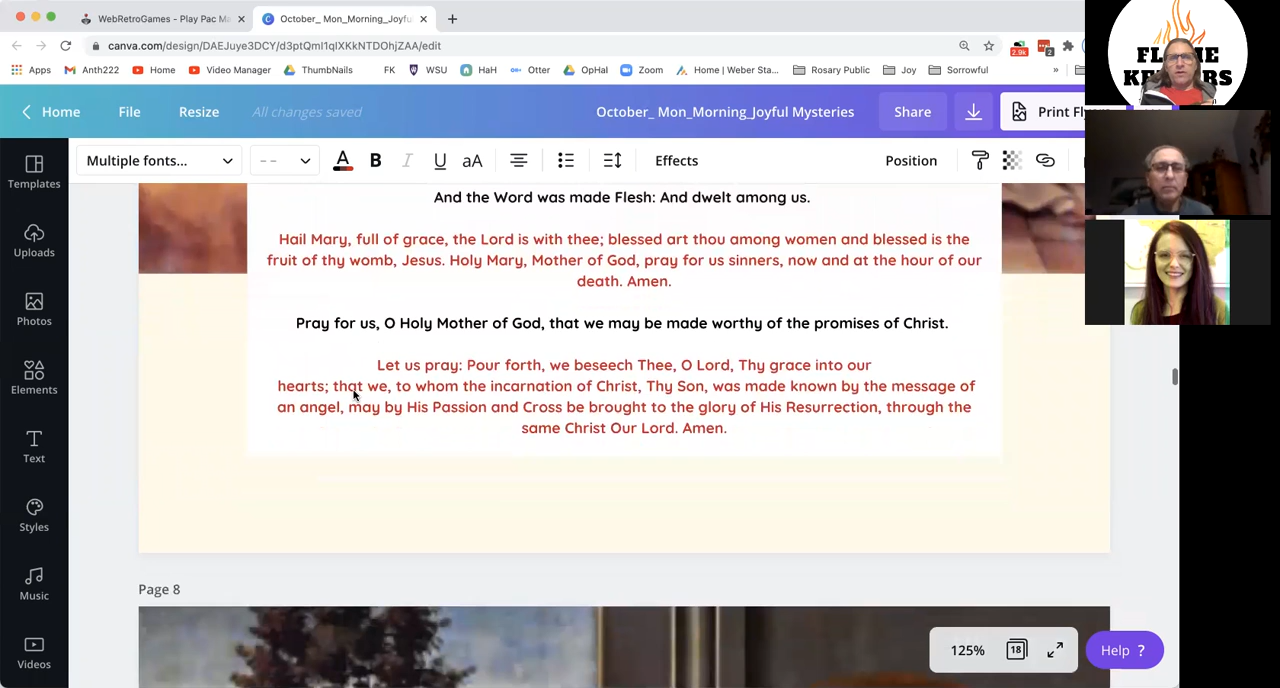 WebRetroGames - Play Pac Ma
October_ Mon_Morning_Joyfu
canva.com/design/DAEJuye3DCY/d3ptQmI1qIXKkNTDOhjZAA/edit
2.9k
2
Apps
Anth222
Home
Video Manager
ThumbNails
FK
WSU
HaH
Otter
OpHal
Zoom
Home | Weber Sta...
Rosary Public
Joy
Sorrowful
»
Home
File
Resize
All changes saved
October_ Mon_Morning_Joyful Mysteries
Share
Print Fly
Multiple fonts...
– –
A
B
I
U
aA
Effects
Position
Templates
Uploads
Photos
Elements
Text
Styles
Music
Videos
And the Word was made Flesh: And dwelt among us.
Hail Mary, full of grace, the Lord is with thee; blessed art thou among women and blessed is the
fruit of thy womb, Jesus. Holy Mary, Mother of God, pray for us sinners, now and at the hour of our
death. Amen.
Pray for us, O Holy Mother of God, that we may be made worthy of the promises of Christ.
Let us pray: Pour forth, we beseech Thee, O Lord, Thy grace into our
hearts; that we, to whom the incarnation of Christ, Thy Son, was made known by the message of
an angel, may by His Passion and Cross be brought to the glory of His Resurrection, through the
same Christ Our Lord. Amen.
Page 8
125%
18
Help ?